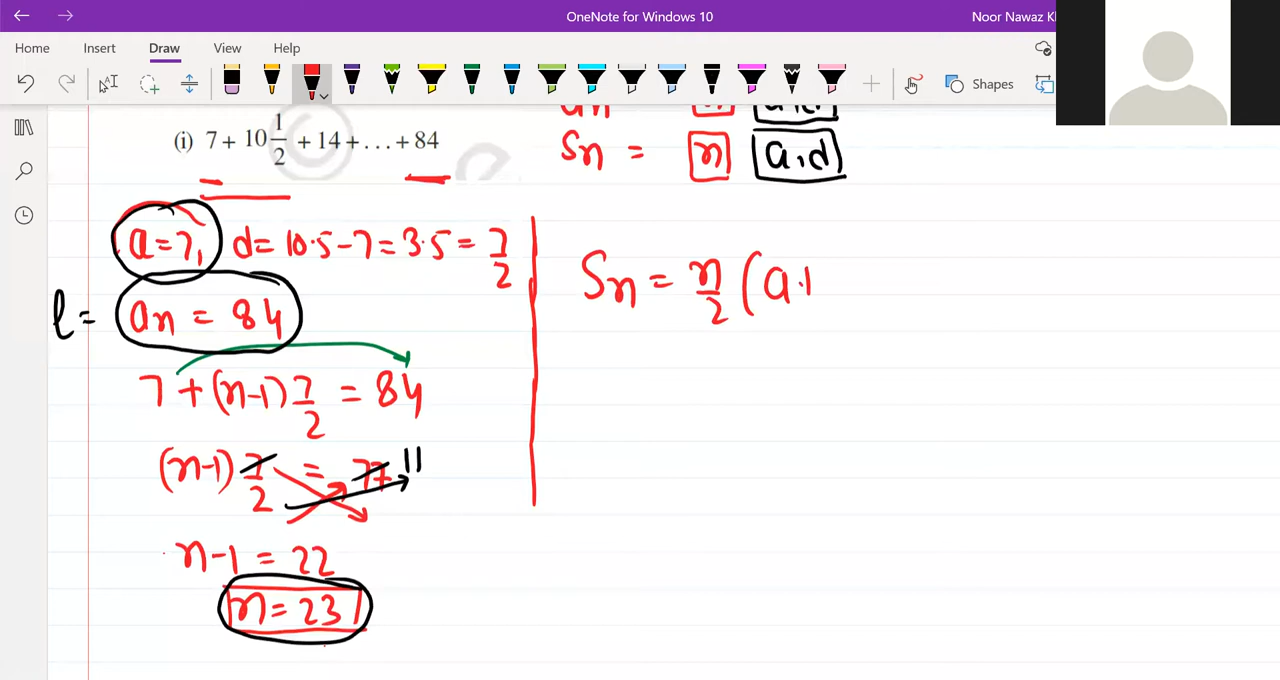 OneNote for Windows 10
Noor Nawaz Kh
Home Insert Draw View Help
Shapes
(i) 7 + 10 1/2 + 14 + ... + 84
an n a,d
Sn = n a,d
a=7, d= 10.5-7 = 3.5 = 7/2
l = an = 84
7 + (n-1) 7/2 = 84
(n-1) 7/2 = 77 11
n-1 = 22
n = 23
Sn = n/2 (a+